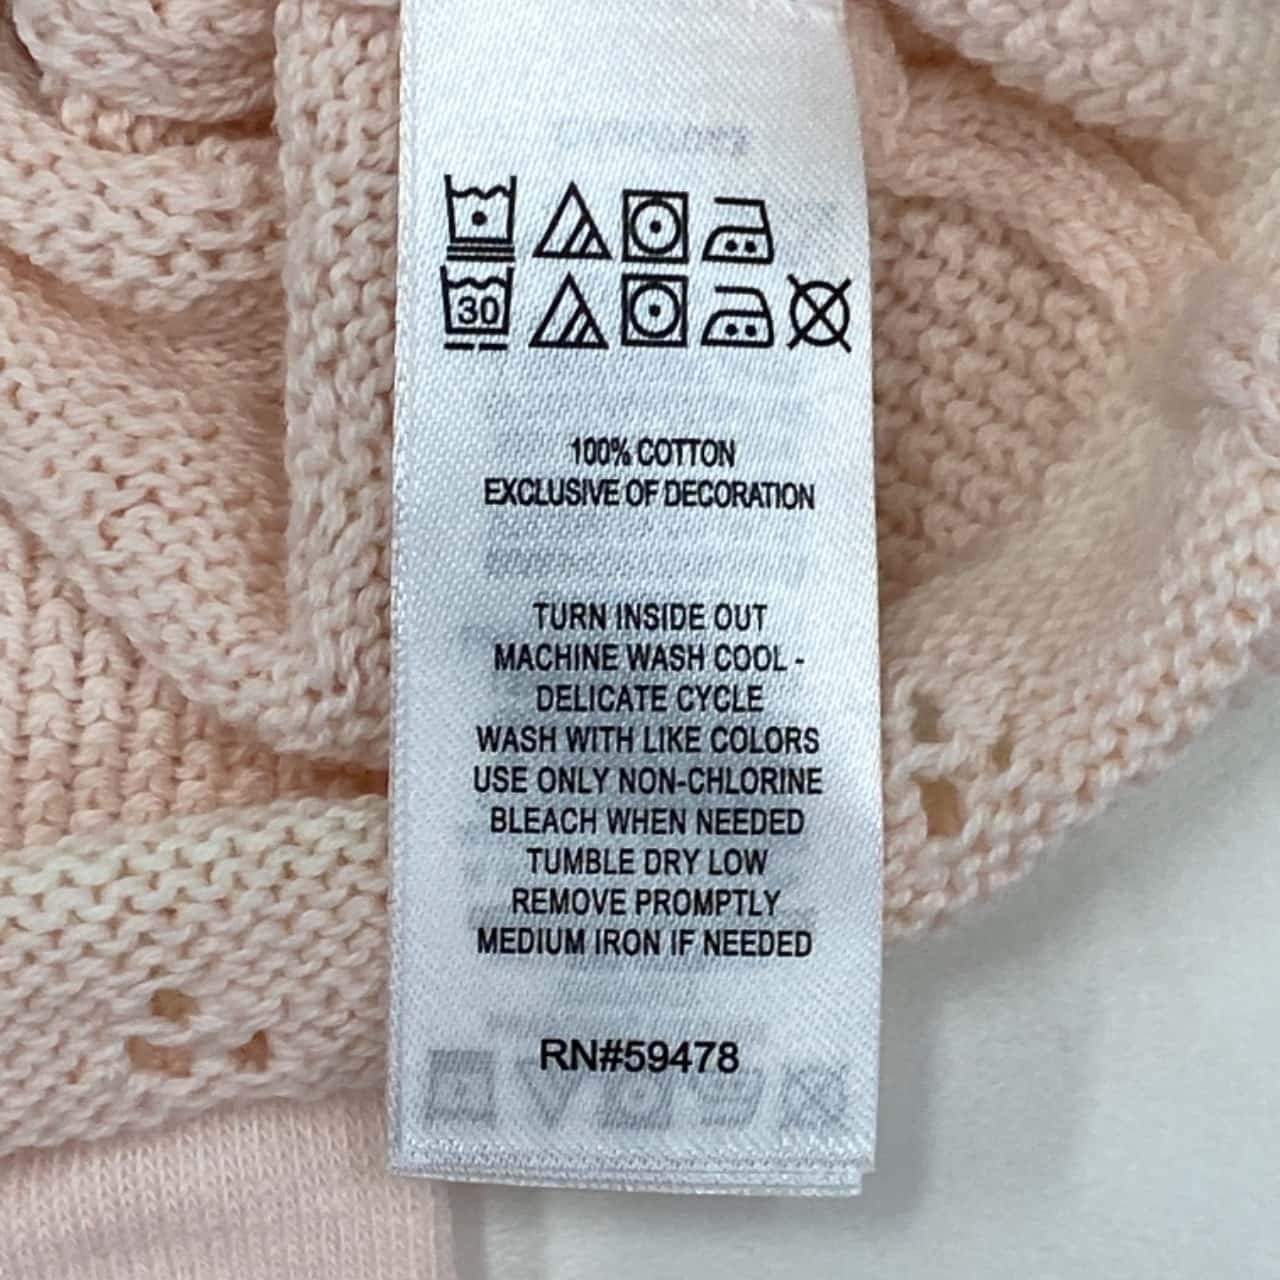 30
100% COTTON
EXCLUSIVE OF DECORATION
TURN INSIDE OUT
MACHINE WASH COOL -
DELICATE CYCLE
WASH WITH LIKE COLORS
USE ONLY NON-CHLORINE
BLEACH WHEN NEEDED
TUMBLE DRY LOW
REMOVE PROMPTLY
MEDIUM IRON IF NEEDED
RN#59478